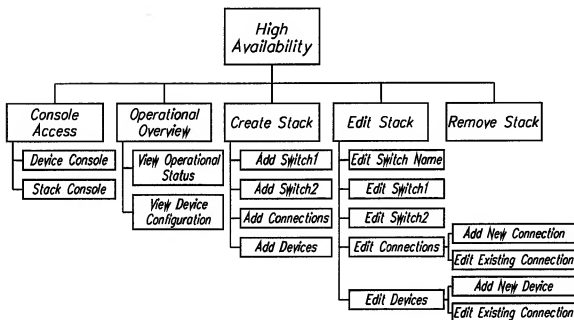 High
Availability
Console
Access
Operational
Overview
Create Stack
Edit Stack
Remove Stack
Device Console
Stack Console
View Operational
Status
View Device
Configuration
Add Switch1
Add Switch2
Add Connections
Add Devices
Edit Switch Name
Edit Switch1
Edit Switch2
Edit Connections
Add New Connection
Edit Existing Connection
Edit Devices
Add New Device
Edit Existing Connection